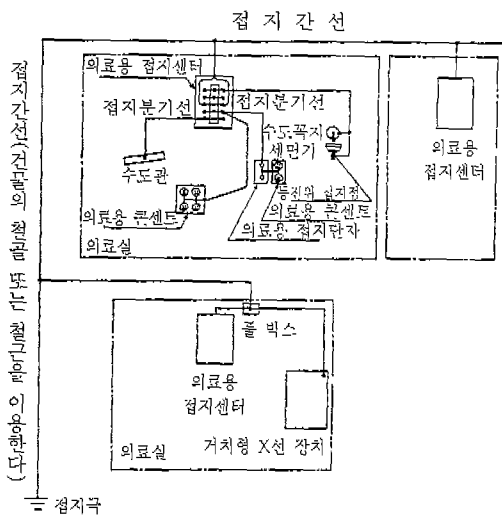 접지간선
의료용 접지센터
접지분기선
접지분기선
수도꼭지
세면기
수도관
등전위 접지점
의료용 콘센트
의료용 콘센트
의료용 접지단자
의료실
의료용
접지센터
접지간선(건물의 철골 또는 철근을 이용한다)
풀 박스
의료용
접지센터
거치형 X선 장치
의료실
접지극